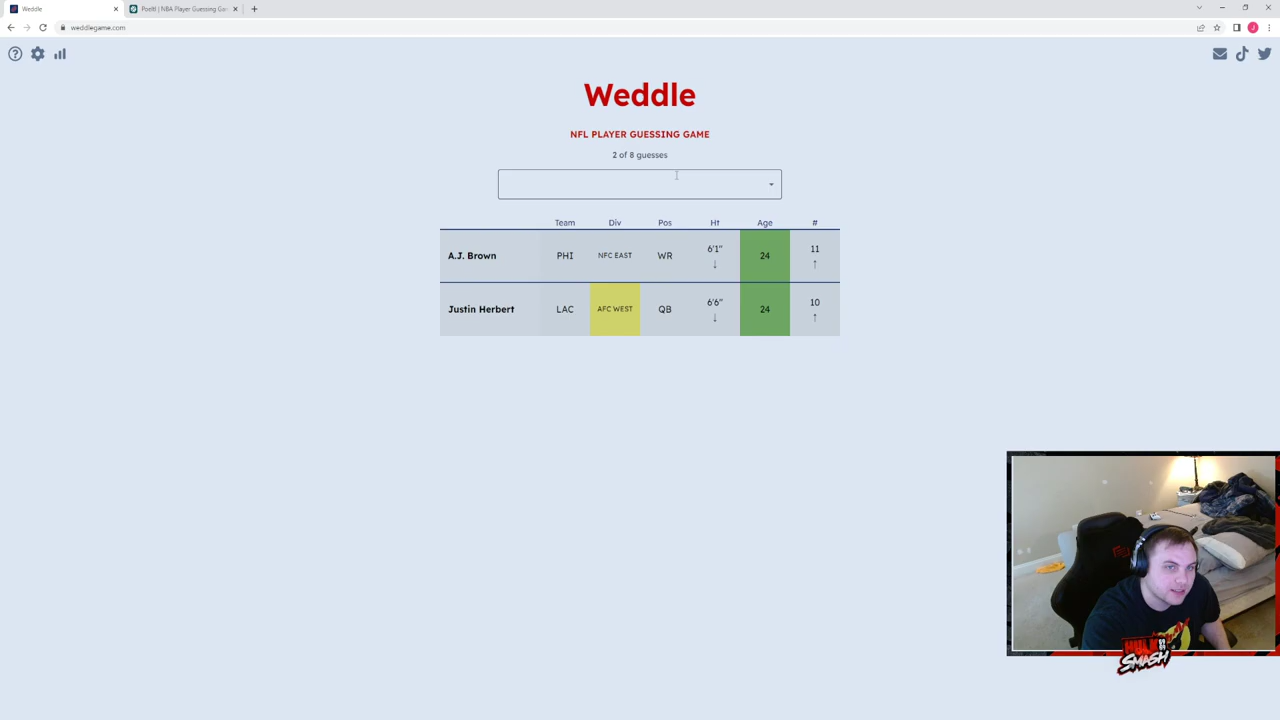 Weddle
Poeltl | NBA Player Guessing Ga
weddlegame.com
J
Weddle
NFL PLAYER GUESSING GAME
2 of 8 guesses
Team Div Pos Ht Age #
A.J. Brown PHI NFC EAST WR 6'1" ↓ 24 11 ↑
Justin Herbert LAC AFC WEST QB 6'6" ↓ 24 10 ↑
HULK
SMASH